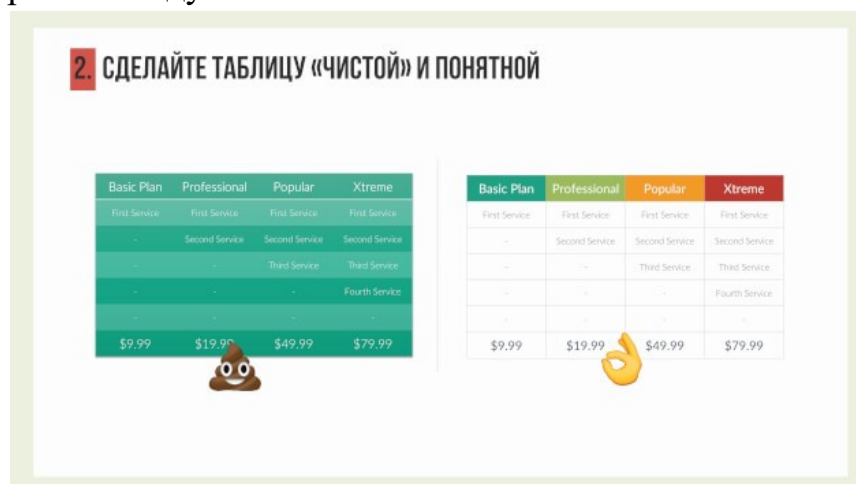 2. СДЕЛАЙТЕ ТАБЛИЦУ «ЧИСТОЙ» И ПОНЯТНОЙ
Basic Plan Professional Popular Xtreme
First Service First Service First Service First Service
- Second Service Second Service Second Service
- - Third Service Third Service
- - - Fourth Service
- - - -
$9.99 $19.99 $49.99 $79.99
Basic Plan Professional Popular Xtreme
First Service First Service First Service First Service
- Second Service Second Service Second Service
- - Third Service Third Service
- - - Fourth Service
- - - -
$9.99 $19.99 $49.99 $79.99